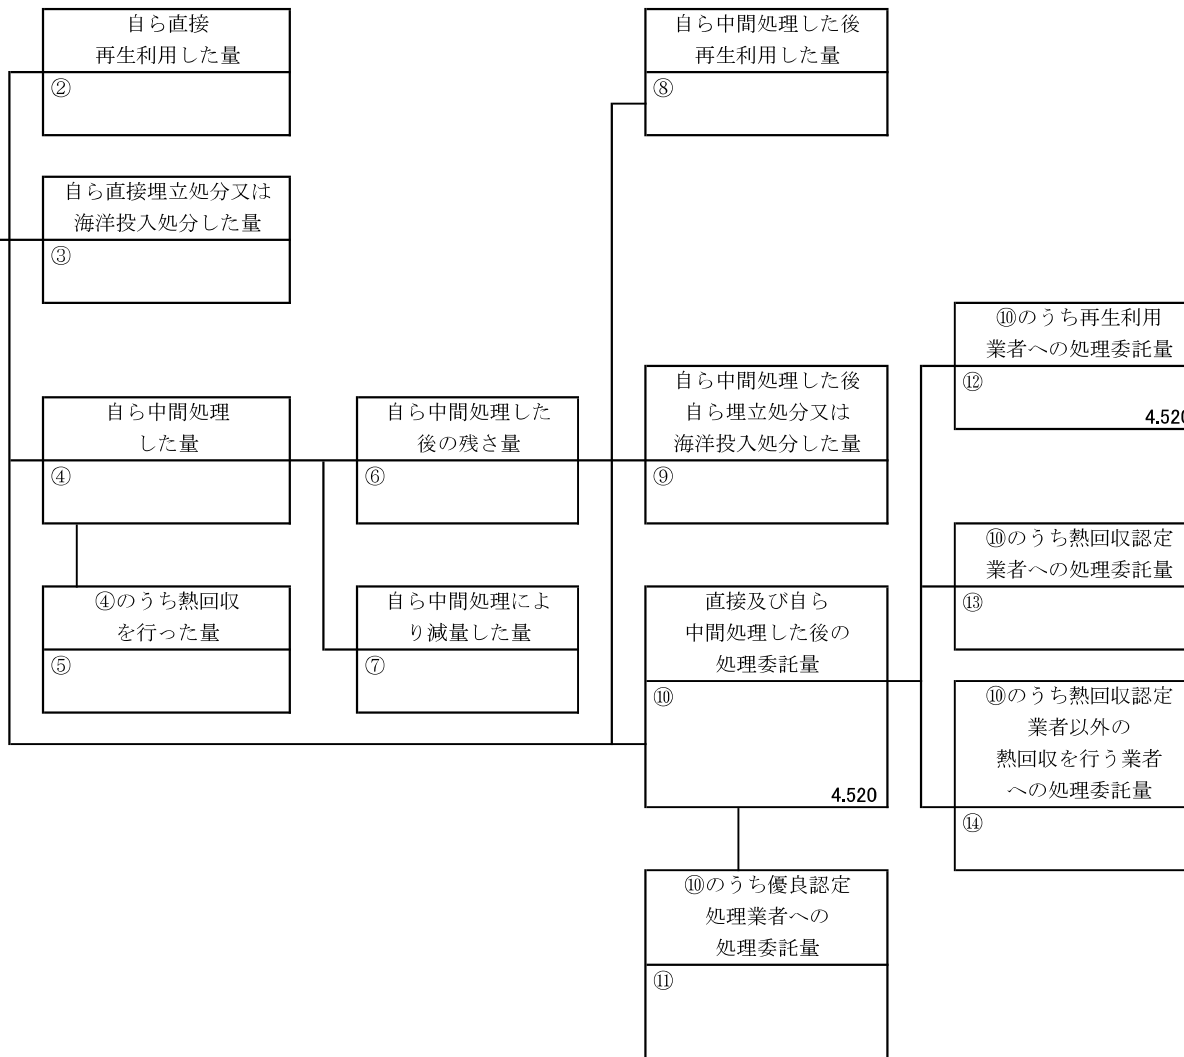 自ら直接
再生利用した量
②
自ら中間処理した後
再生利用した量
⑧
自ら直接埋立処分又は
海洋投入処分した量
③
⑩のうち再生利用
業者への処理委託量
⑫
4.520
自ら中間処理
した量
④
自ら中間処理した
後の残さ量
⑥
自ら中間処理した後
自ら埋立処分又は
海洋投入処分した量
⑨
⑩のうち熱回収認定
業者への処理委託量
⑬
④のうち熱回収
を行った量
⑤
自ら中間処理によ
り減量した量
⑦
直接及び自ら
中間処理した後の
処理委託量
⑩
4.520
⑩のうち熱回収認定
業者以外の
熱回収を行う業者
への処理委託量
⑭
⑩のうち優良認定
処理業者への
処理委託量
⑪